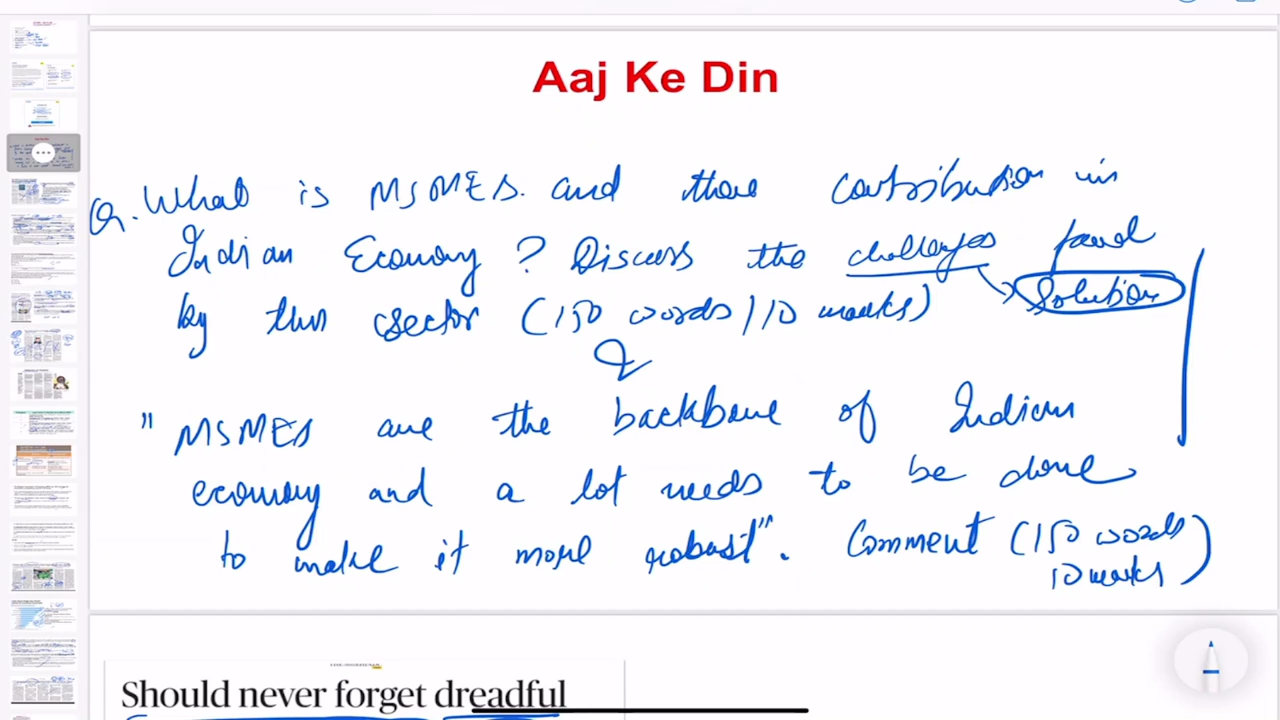 Aaj Ke Din
Q. What is MSMES. and there contribution in
Indian Economy? Discuss the challenges faced
by this sector (150 words/10 marks) solution
"MSMES are the backbone of Indian
economy and a lot needs to be done
to make it more robust". Comment (150 words
10 marks)
Should never forget dreadful